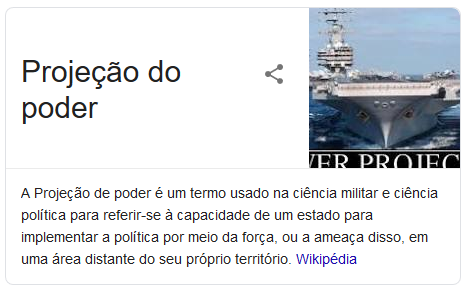 Projeção do
poder
VER PROJEC
A Projeção de poder é um termo usado na ciência militar e ciência
política para referir-se à capacidade de um estado para
implementar a política por meio da força, ou a ameaça disso, em
uma área distante do seu próprio território. Wikipédia